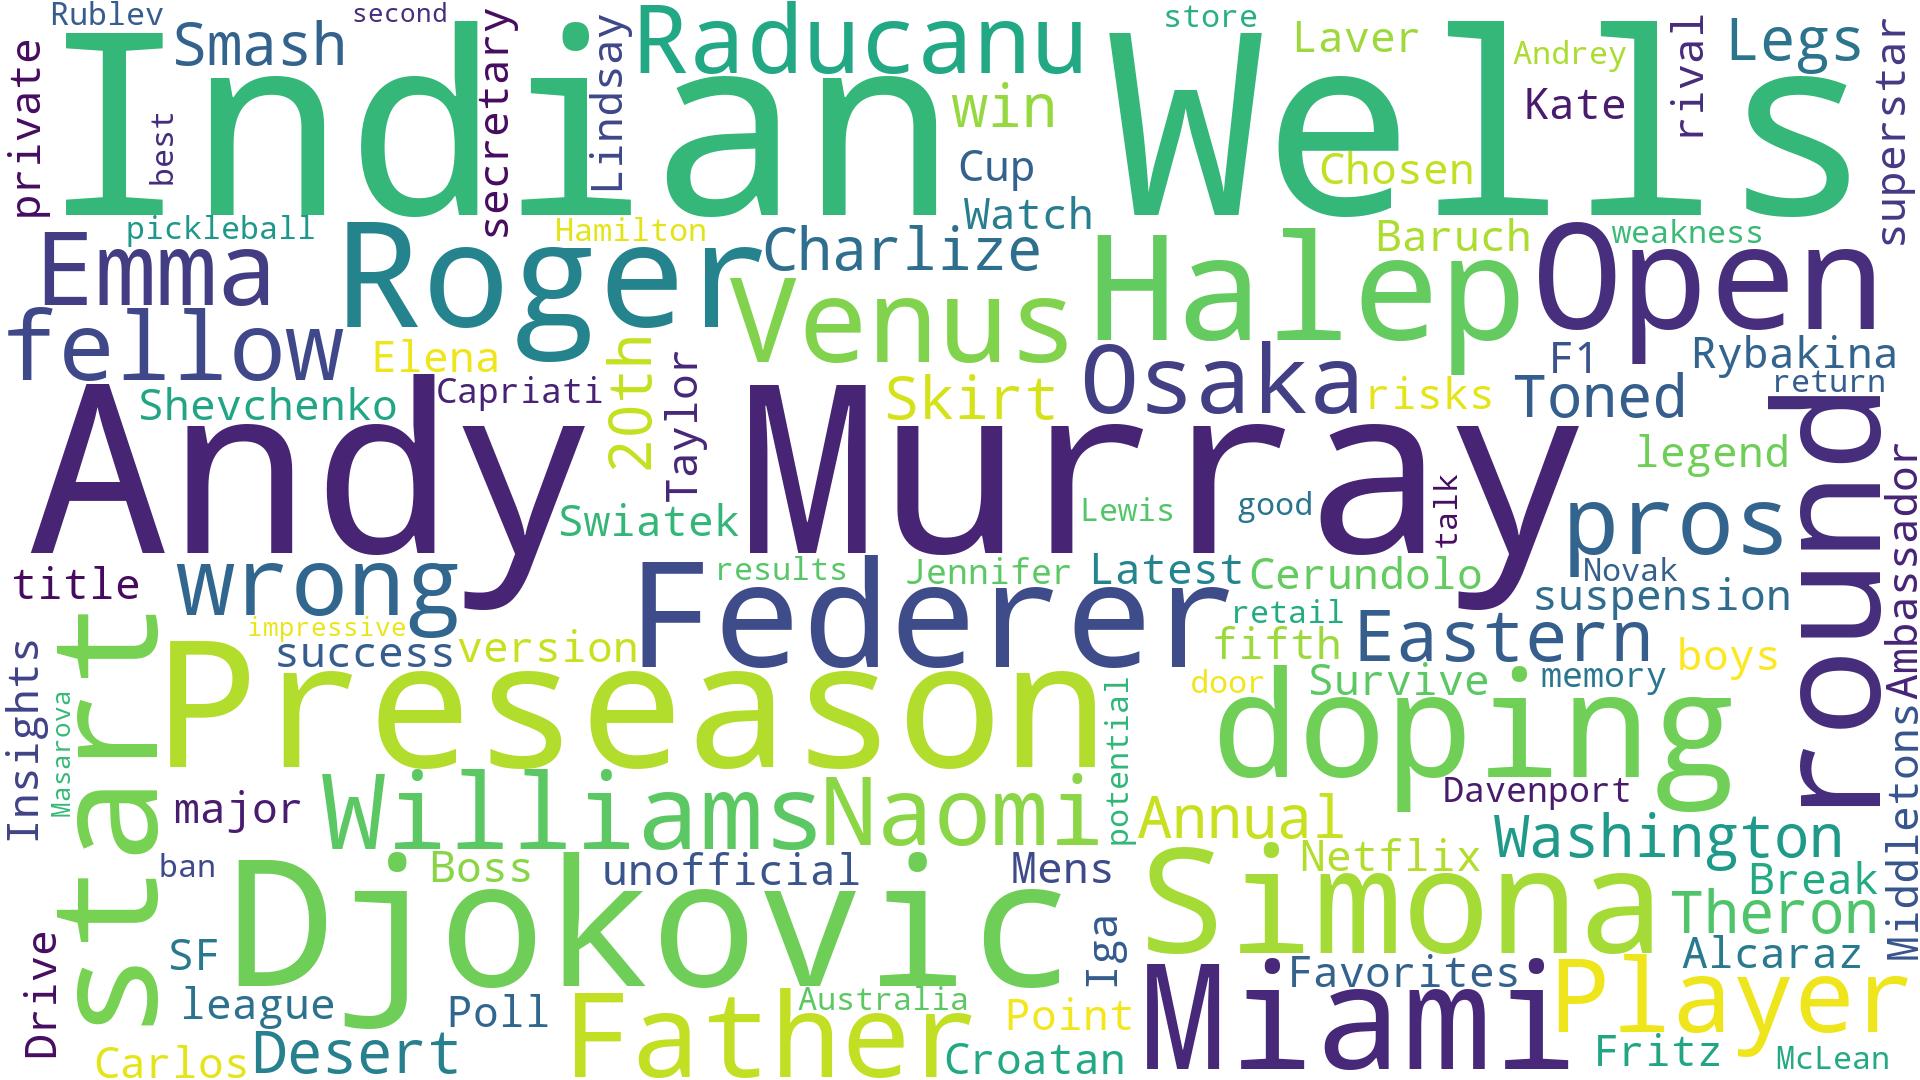 Rublev
second
private
Smash
Indian Wells
best
secretary
Lindsay
Raducanu
store
Laver
Andrey
rival
Legs
superstar
win
Kate
Cup
Chosen
Watch
pickleball
Hamilton
Emma
Roger
Charlize
Venus
Halep
Baruch
weakness
Open
fellow
Elena
20th
Taylor
Osaka
F1
Rybakina
return
Shevchenko
Capriati
Skirt
risks
Toned
round
Andy Murray
legend
Swiatek
Lewis
good
talk
pros
Ambassador
title
wrong
Federer
results
Jennifer
Latest
Cerundolo
Novak
suspension
impressive
success
version
retail
fifth
Eastern
boys
start
Preseason
door
Survive
memory
Insights
Masarova
potential
doping
Middletons
major
Williams
Naomi
Annual
Davenport
Washington
ban
Boss
unofficial
Mens
Netflix
Break
Djokovic
Simona
Theron
Drive
SF
Iga
Alcaraz
league
Poll
Australia
Point
Miami
Favorites
Player
Carlos
Desert
Father
Croatan
Fritz
McLean